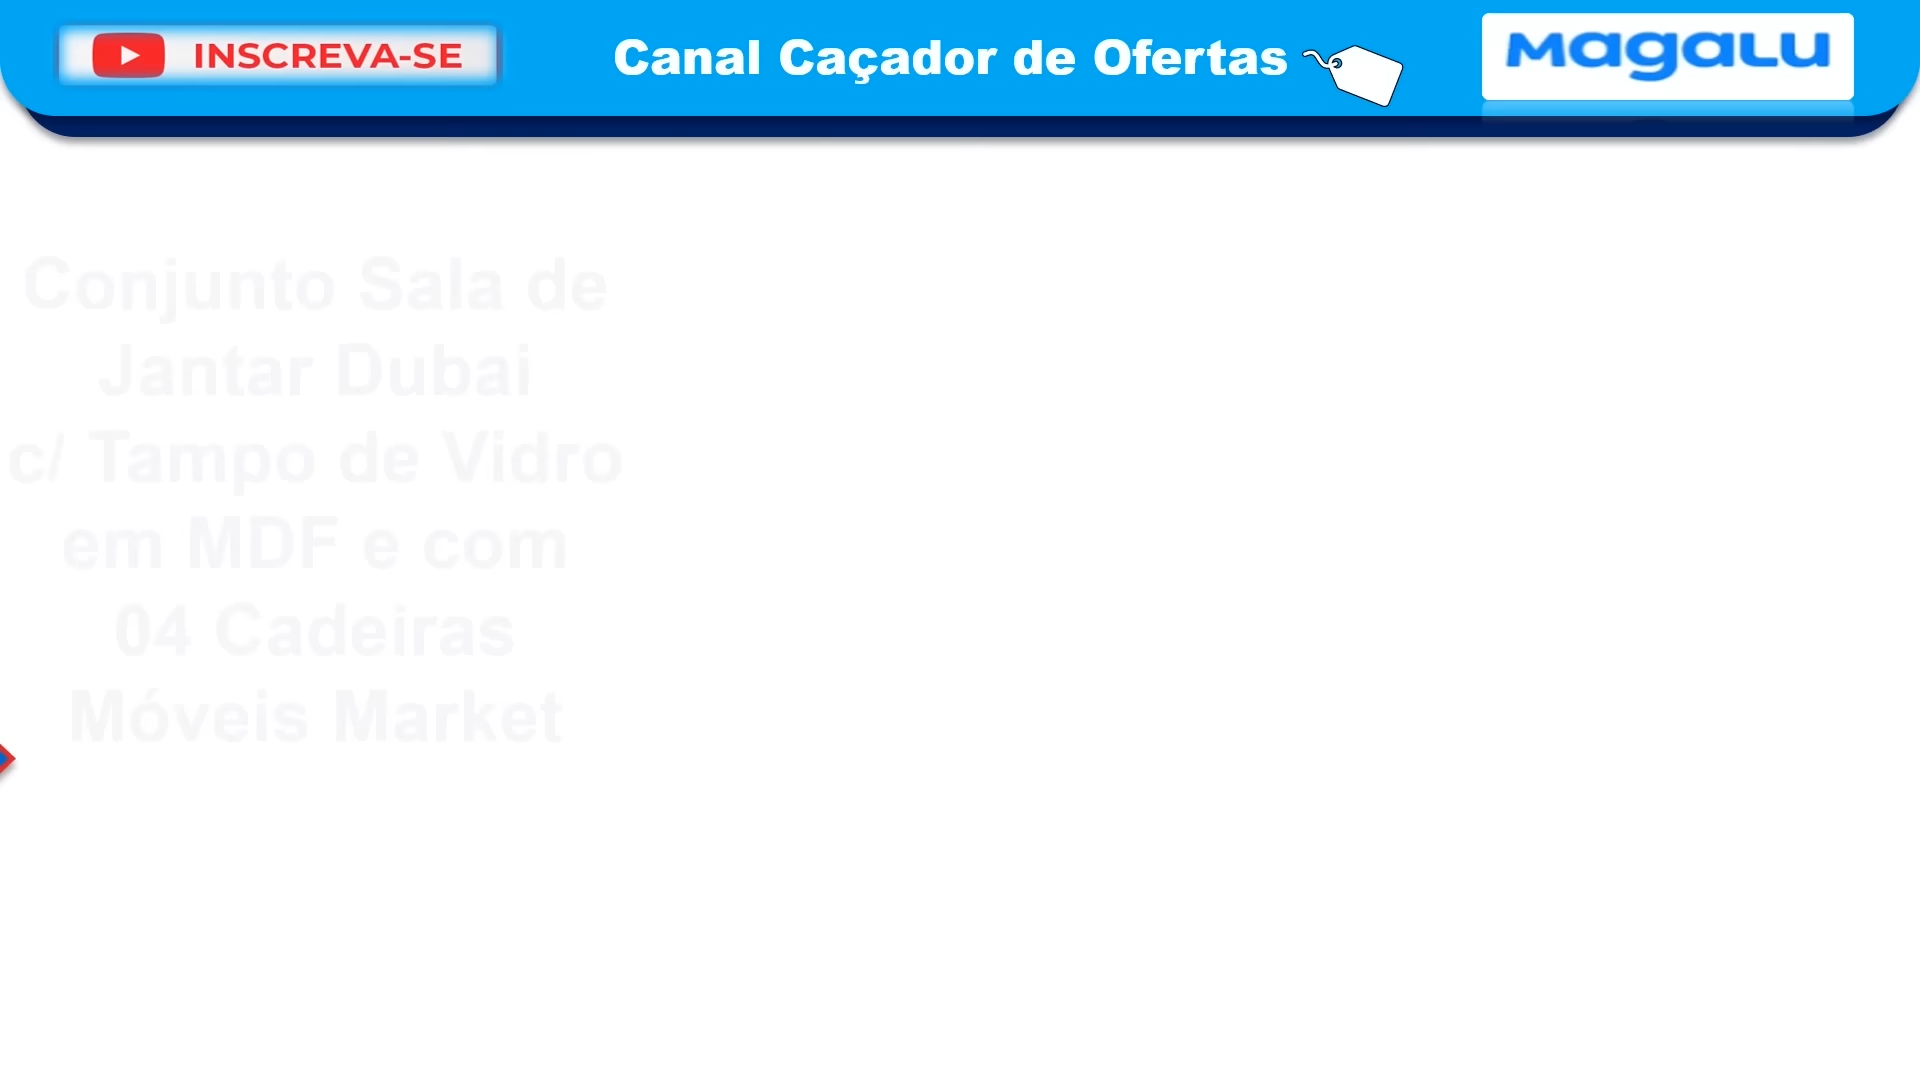 INSCREVA-SE
Canal Caçador de Ofertas
MagaLu
Conjunto Sala de
Jantar Dubai
c/ Tampo de Vidro
em MDF e com
04 Cadeiras
Móveis Market